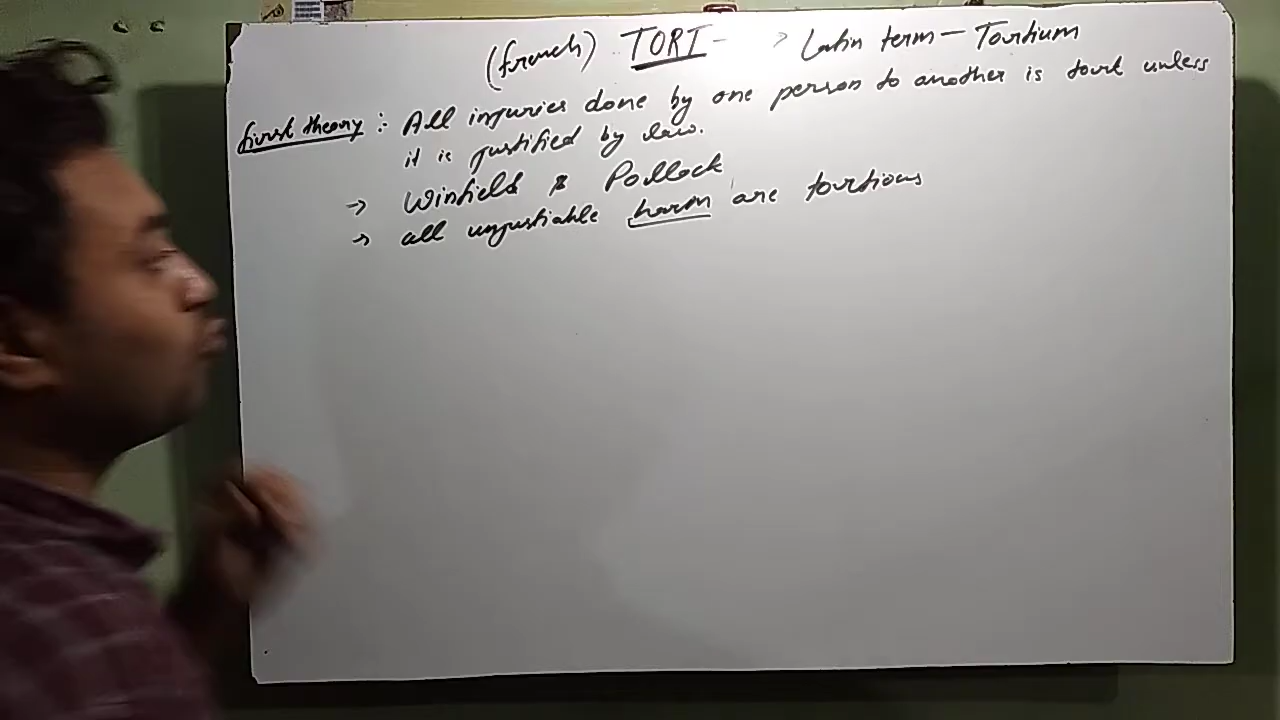 (french) TORT - > Latin term - Tortium
first theory :- All injuries done by one person to another is tort unless
it is justified by law.
→ Winfield & Pollock
→ all unjustiable harm are tortious